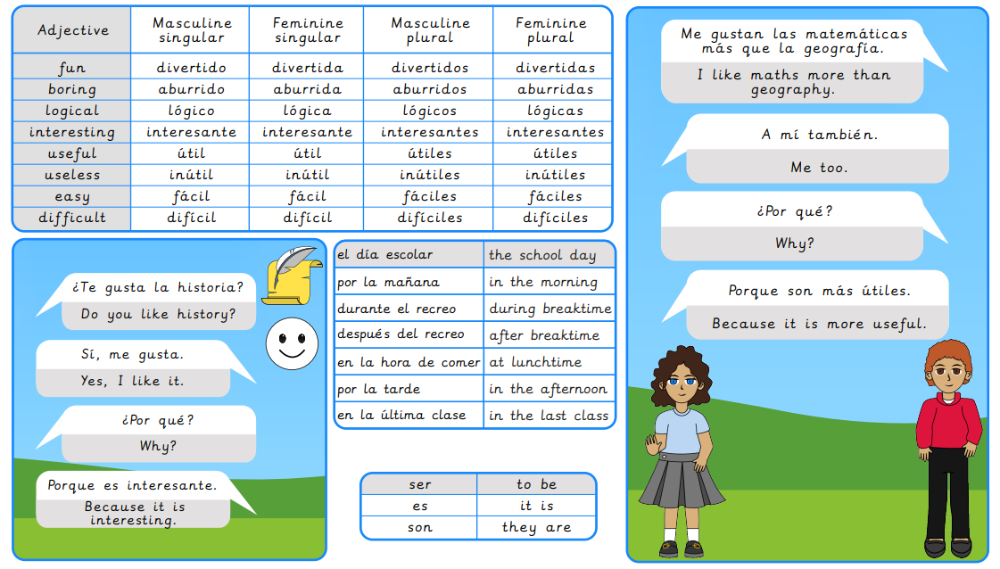 Adjective Masculine singular Feminine singular Masculine plural Feminine plural
fun divertido divertida divertidos divertidas
boring aburrido aburrida aburridos aburridas
logical lógico lógica lógicos lógicas
interesting interesante interesante interesantes interesantes
useful útil útil útiles útiles
useless inútil inútil inútiles inútiles
easy fácil fácil fáciles fáciles
difficult difícil difícil difíciles difíciles
¿Te gusta la historia?
Do you like history?
Sí, me gusta.
Yes, I like it.
¿Por qué?
Why?
Porque es interesante.
Because it is
interesting.
el día escolar the school day
por la mañana in the morning
durante el recreo during breaktime
después del recreo after breaktime
en la hora de comer at lunchtime
por la tarde in the afternoon
en la última clase in the last class
ser to be
es it is
son they are
Me gustan las matemáticas
más que la geografía.
I like maths more than
geography.
A mí también.
Me too.
¿Por qué?
Why?
Porque son más útiles.
Because it is more useful.